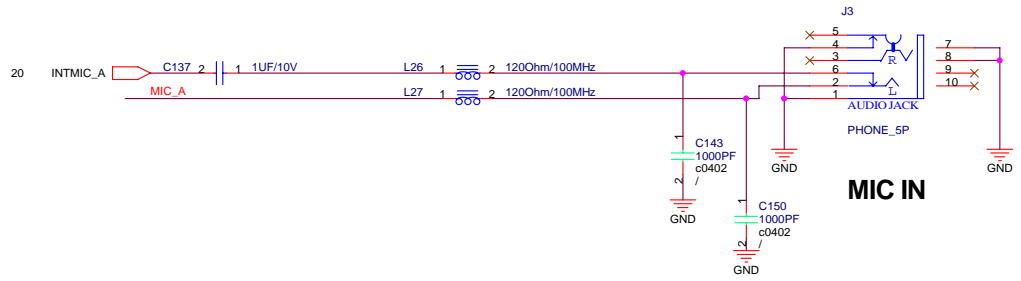 J3
5
4
3
6
2
1
R
L
7
8
9
10
AUDIO JACK
PHONE_5P
MIC IN
20 INTMIC_A C137 2 1 1UF/10V L26 1 2 120Ohm/100MHz
MIC_A L27 1 2 120Ohm/100MHz
1
C143
1000PF
c0402
/
2
GND
1
C150
1000PF
c0402
/
2
GND
GND
GND